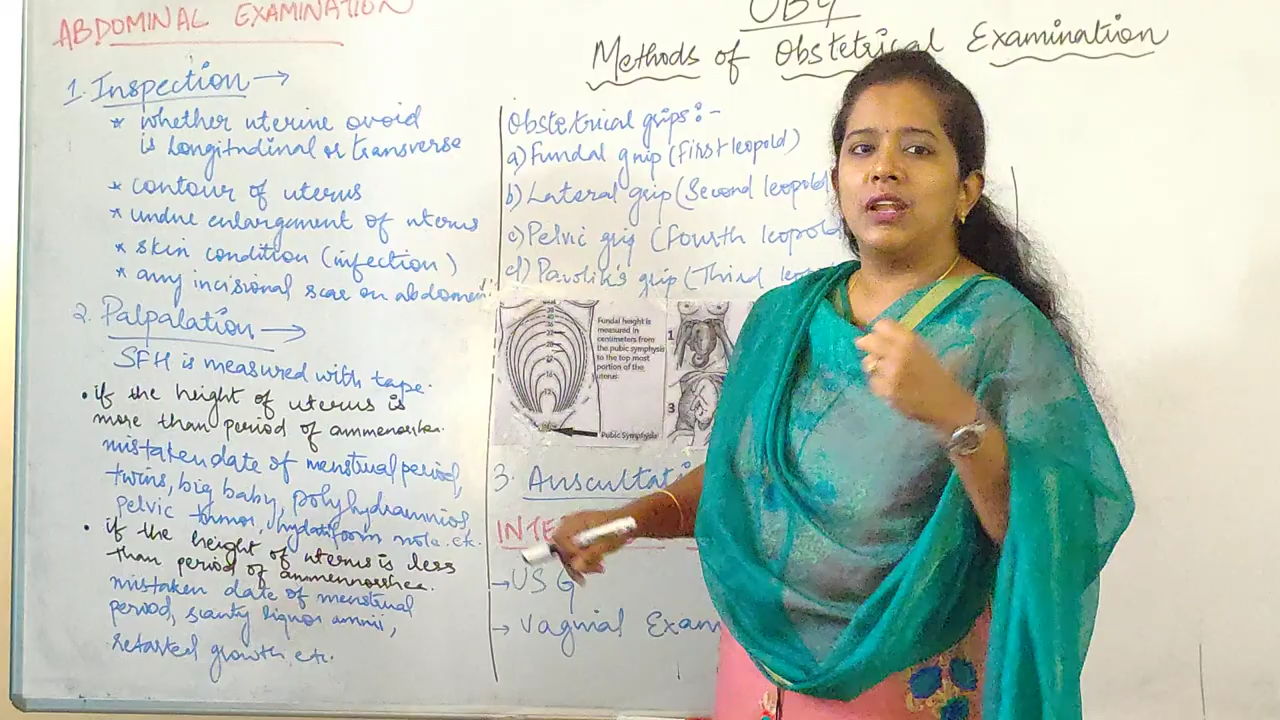 ABDOMINAL EXAMINATION
OBG
Methods of Obstetrical Examination
1. Inspection →
* whether uterine ovoid
is longitudinal or transverse
* contour of uterus
* undue enlargement of uterus
* skin condition (infection)
* any incisional scar on abdomen
2. Palpalation →
SFH is measured with tape.
• if the height of uterus is
more than period of ammenorrhea.
mistaken date of menstrual period,
twins, big baby, polyhydramnios,
pelvic tumor, hydatiform mole. etc.
• if the height of uterus is less
than period of ammenorrhea.
mistaken date of menstrual
period, scanty liquor amnii,
retarted growth, etc.
Obstetrical grips:-
a) Fundal grip (First leopold)
b) Lateral grip (Second leopold
c) Pelvic grip (Fourth leopold
d) Pavolik's grip (Third
Fundal height is
measured in
centimeters from
the pubic symphysis
to the top most
portion of the
uterus
Pubic Symphysis
1
3
3. Auscultati
INTE
→ USG
→ Vaginal Exam